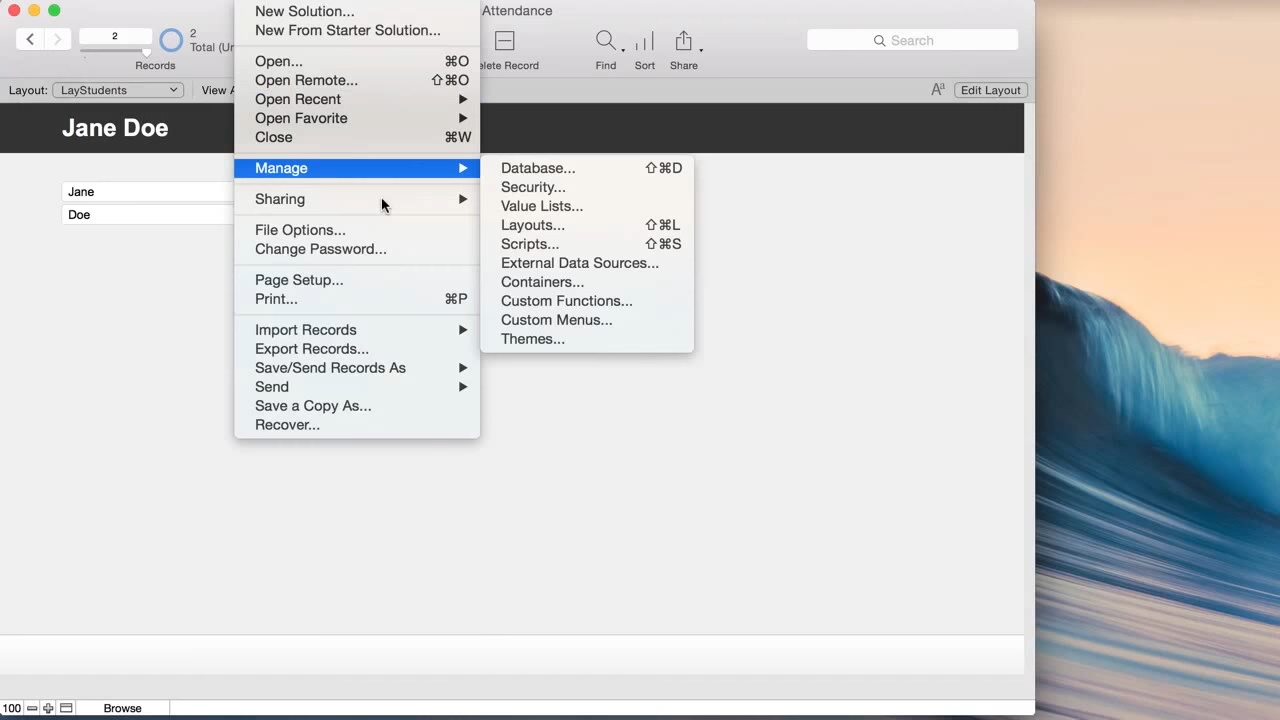 Attendance
2
2
Total (Un
Records
elete Record
Find
Sort
Share
Search
Layout:
LayStudents
View A
Aa
Edit Layout
Jane Doe
Jane
Doe
New Solution...
New From Starter Solution...
Open... ⌘O
Open Remote... ⇧⌘O
Open Recent
Open Favorite
Close ⌘W
Manage
Sharing
File Options...
Change Password...
Page Setup...
Print... ⌘P
Import Records
Export Records...
Save/Send Records As
Send
Save a Copy As...
Recover...
Database... ⇧⌘D
Security...
Value Lists...
Layouts... ⇧⌘L
Scripts... ⇧⌘S
External Data Sources...
Containers...
Custom Functions...
Custom Menus...
Themes...
100
Browse